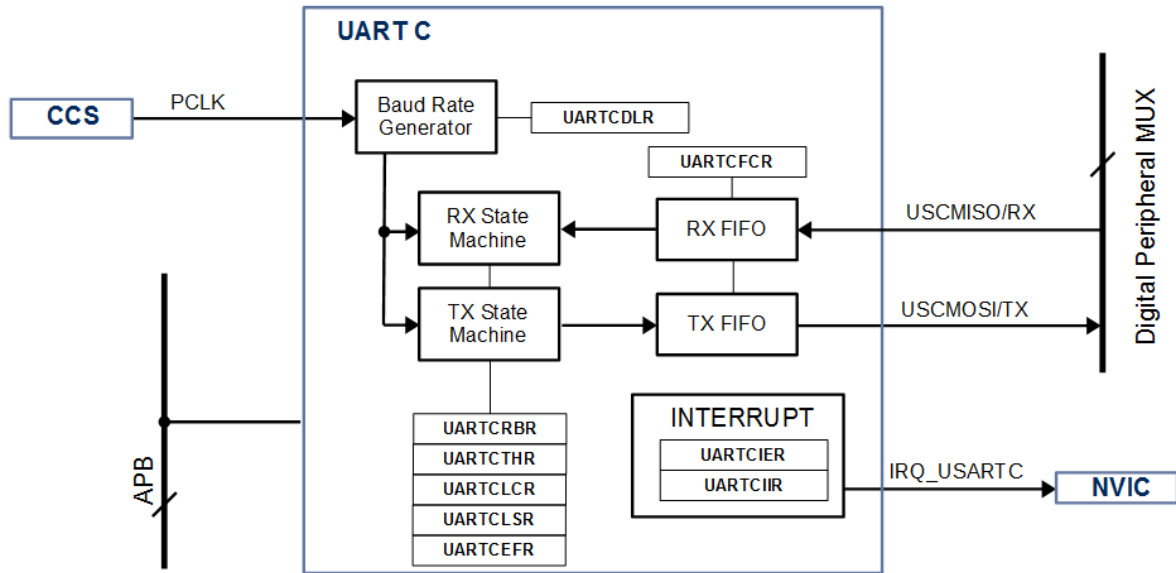 UART C
CCS
PCLK
Baud Rate
Generator
UARTCDLR
UARTCFCR
RX State
Machine
RX FIFO
USCMISO/RX
TX State
Machine
TX FIFO
USCMOSI/TX
Digital Peripheral MUX
APB
UARTCRBR
UARTCTHR
UARTCLCR
UARTCLSR
UARTCEFR
INTERRUPT
UARTCIER
UARTCIIR
IRQ_USART C
NVIC